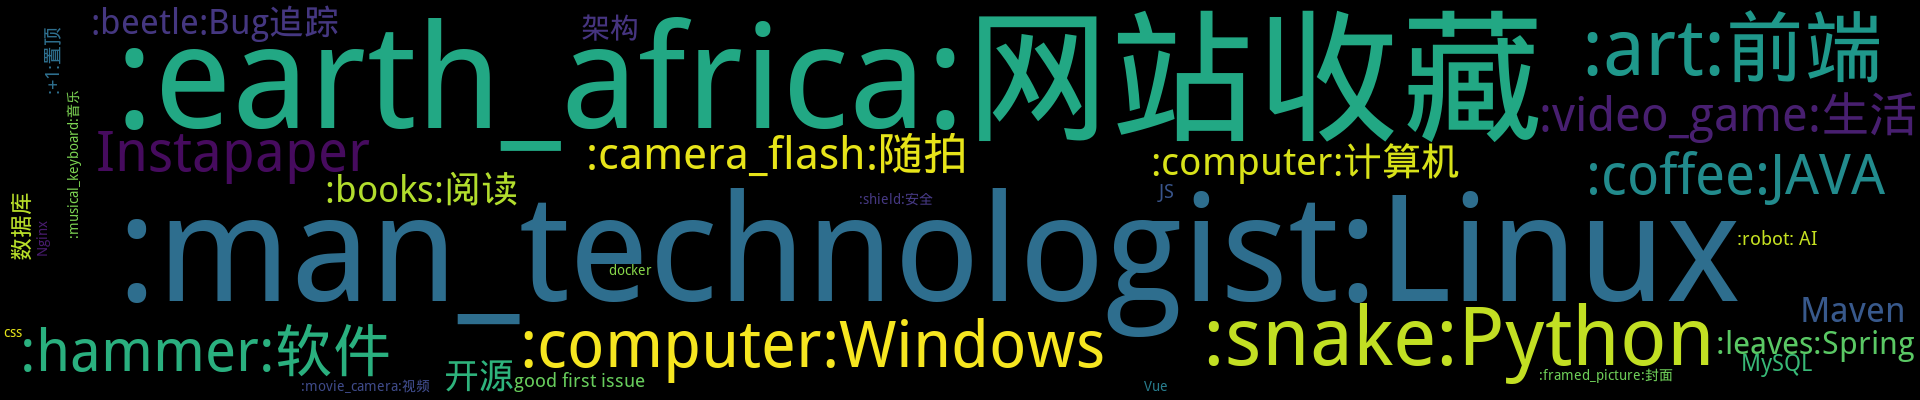 :beetle:Bug追踪
架构
:earth_africa:网站收藏
:art:前端
:+1:置顶
:video_game:生活
:musical_keyboard:音乐
Instapaper
:camera_flash:随拍
:computer:计算机
:coffee:JAVA
:books:阅读
:shield:安全
JS
数据库
Nginx
:man_technologist:Linux
:robot: AI
docker
Maven
css
:hammer:软件
:computer:Windows
:snake:Python
:leaves:Spring
MySQL
开源
good first issue
:framed_picture:封面
:movie_camera:视频
Vue